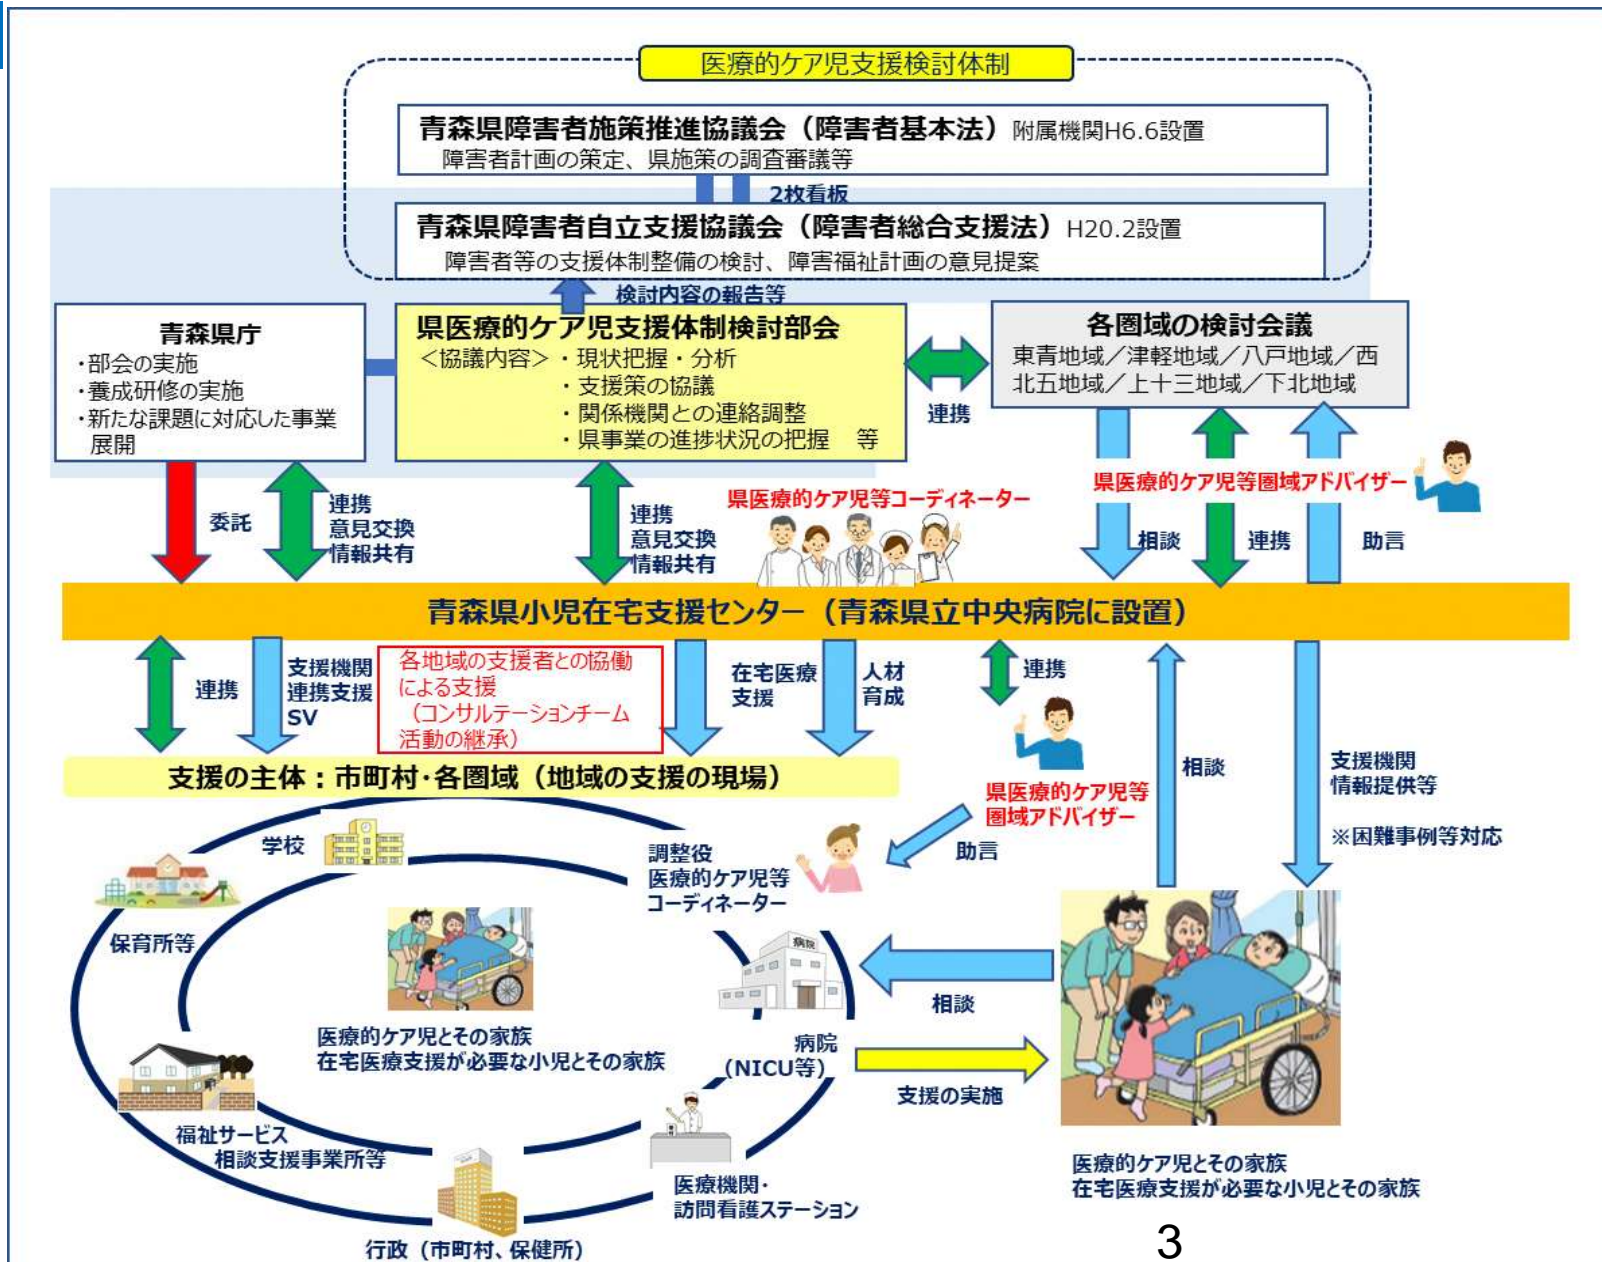 医療的ケア児支援検討体制
青森県障害者施策推進協議会（障害者基本法）附属機関H6.6設置
障害者計画の策定、県施策の調査審議等
2枚看板
青森県障害者自立支援協議会（障害者総合支援法）H20.2設置
障害者等の支援体制整備の検討、障害福祉計画の意見提案
検討内容の報告等
青森県庁
・部会の実施
・養成研修の実施
・新たな課題に対応した事業
展開
県医療的ケア児支援体制検討部会
＜協議内容＞・現状把握・分析
・支援策の協議
・関係機関との連絡調整
・県事業の進捗状況の把握　等
連携
各圏域の検討会議
東青地域／津軽地域／八戸地域／西
北五地域／上十三地域／下北地域
委託
連携
意見交換
情報共有
連携
意見交換
情報共有
県医療的ケア児等コーディネーター
県医療的ケア児等圏域アドバイザー
相談
連携
助言
青森県小児在宅支援センター（青森県立中央病院に設置）
連携
支援機関
連携支援
SV
各地域の支援者との協働
による支援
（コンサルテーションチーム
活動の継承）
在宅医療
支援
人材
育成
連携
県医療的ケア児等
圏域アドバイザー
助言
相談
支援機関
情報提供等
※困難事例等対応
支援の主体：市町村・各圏域（地域の支援の現場）
学校
保育所等
調整役
医療的ケア児等
コーディネーター
病院
医療的ケア児とその家族
在宅医療支援が必要な小児とその家族
病院
（NICU等）
相談
支援の実施
福祉サービス
相談支援事業所等
医療機関・
訪問看護ステーション
行政（市町村、保健所）
医療的ケア児とその家族
在宅医療支援が必要な小児とその家族
3